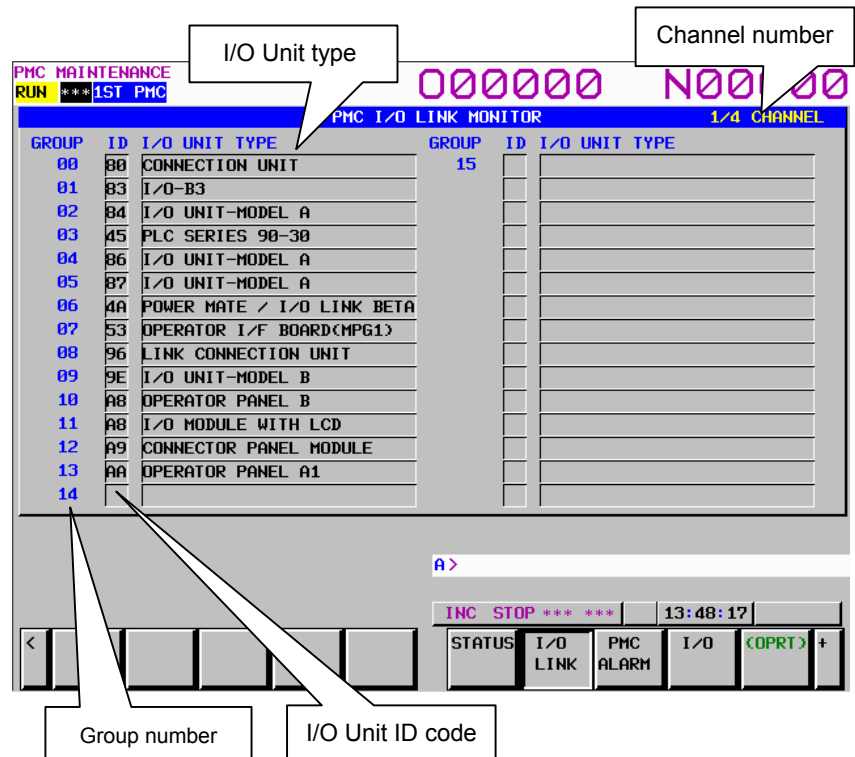 I/O Unit type
Channel number
PMC MAINTENANCE
RUN *** 1ST PMC
O00000
PMC I/O LINK MONITOR
1/4 CHANNEL
GROUP ID I/O UNIT TYPE GROUP ID I/O UNIT TYPE
00 80 CONNECTION UNIT 15
01 83 I/O-B3
02 84 I/O UNIT-MODEL A
03 45 PLC SERIES 90-30
04 86 I/O UNIT-MODEL A
05 87 I/O UNIT-MODEL A
06 4A POWER MATE / I/O LINK BETA
07 53 OPERATOR I/F BOARD(MPG1)
08 96 LINK CONNECTION UNIT
09 9E I/O UNIT-MODEL B
10 A8 OPERATOR PANEL B
11 A8 I/O MODULE WITH LCD
12 A9 CONNECTOR PANEL MODULE
13 AA OPERATOR PANEL A1
14
A>
INC STOP *** *** 13:48:17
< STATUS I/O LINK PMC ALARM I/O (OPRT) +
Group number
I/O Unit ID code